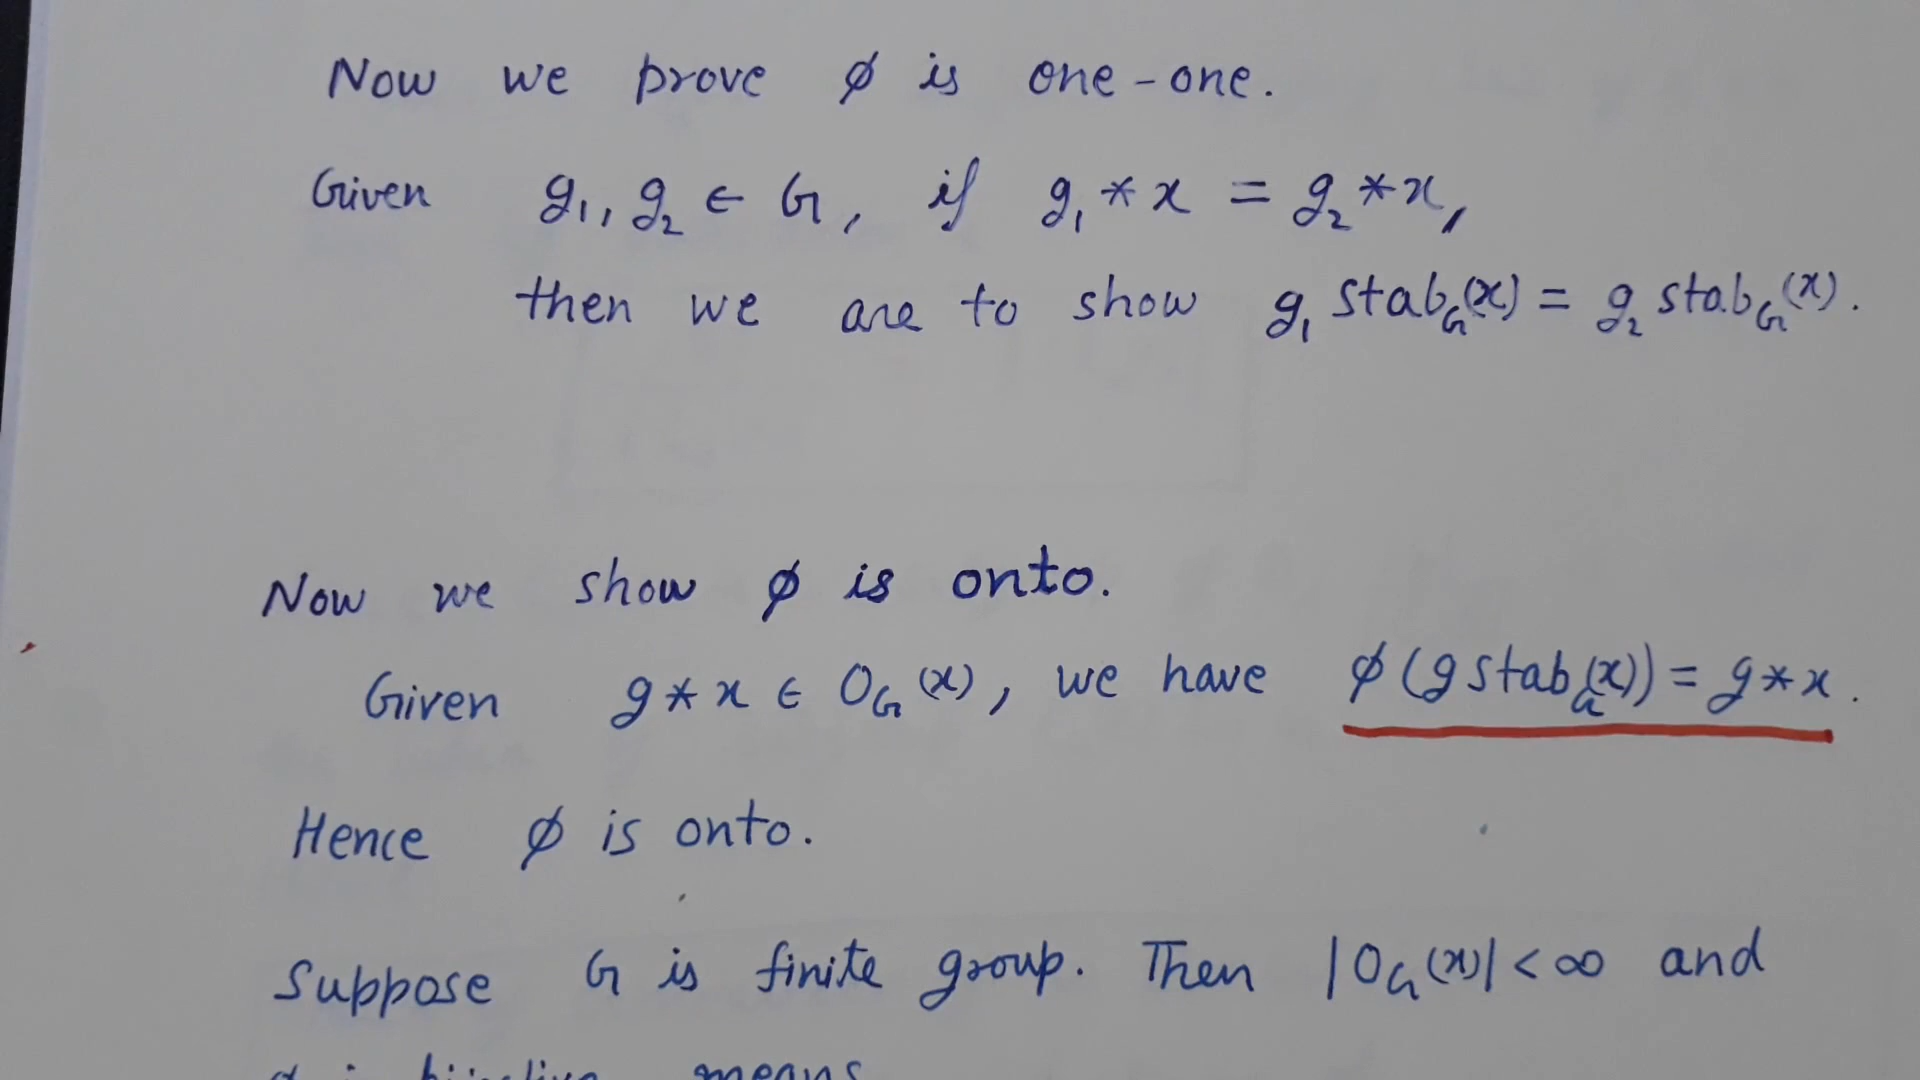 Now we prove ϕ is one-one.
Given g₁, g₂ ∈ G, if g₁ * x = g₂ * x,
then we are to show g₁ stab_G(x) = g₂ stab_G(x).
Now we show ϕ is onto.
Given g * x ∈ O_G(x), we have ϕ(g stab_G(x)) = g * x.
Hence ϕ is onto.
Suppose G is finite group. Then |O_G(x)| < ∞ and
means